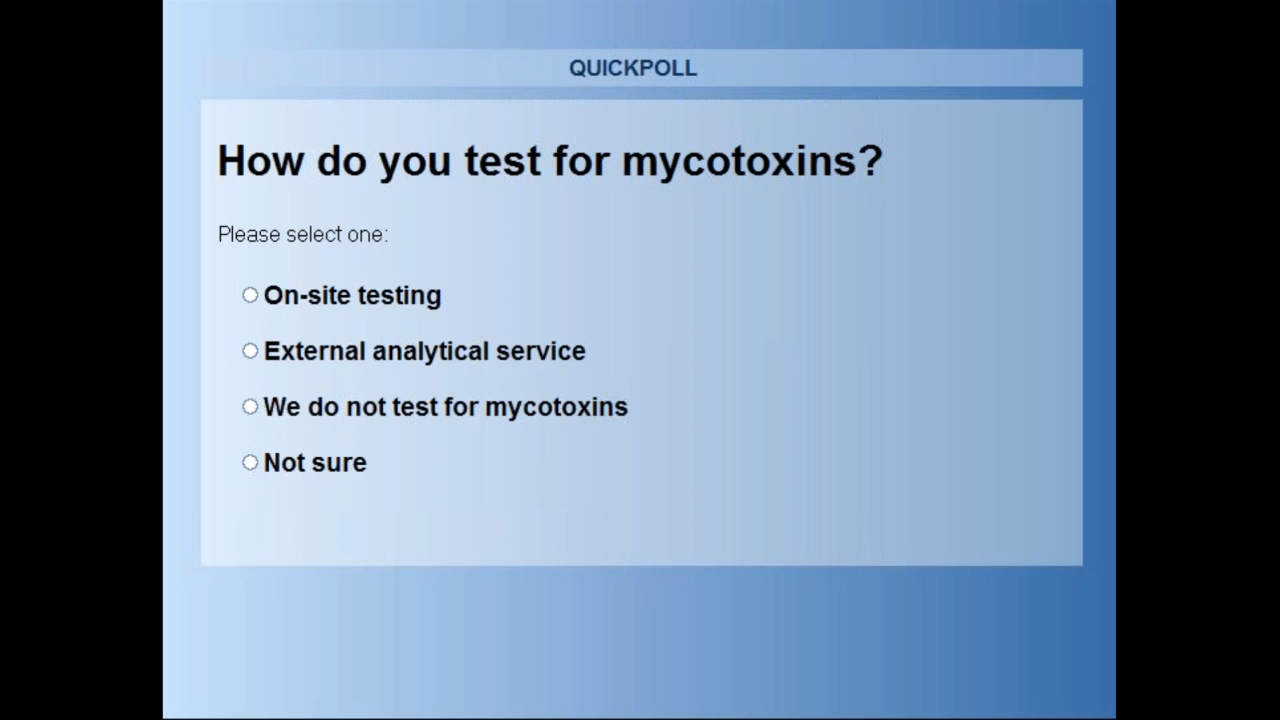 QUICKPOLL
How do you test for mycotoxins?
Please select one:
On-site testing
External analytical service
We do not test for mycotoxins
Not sure